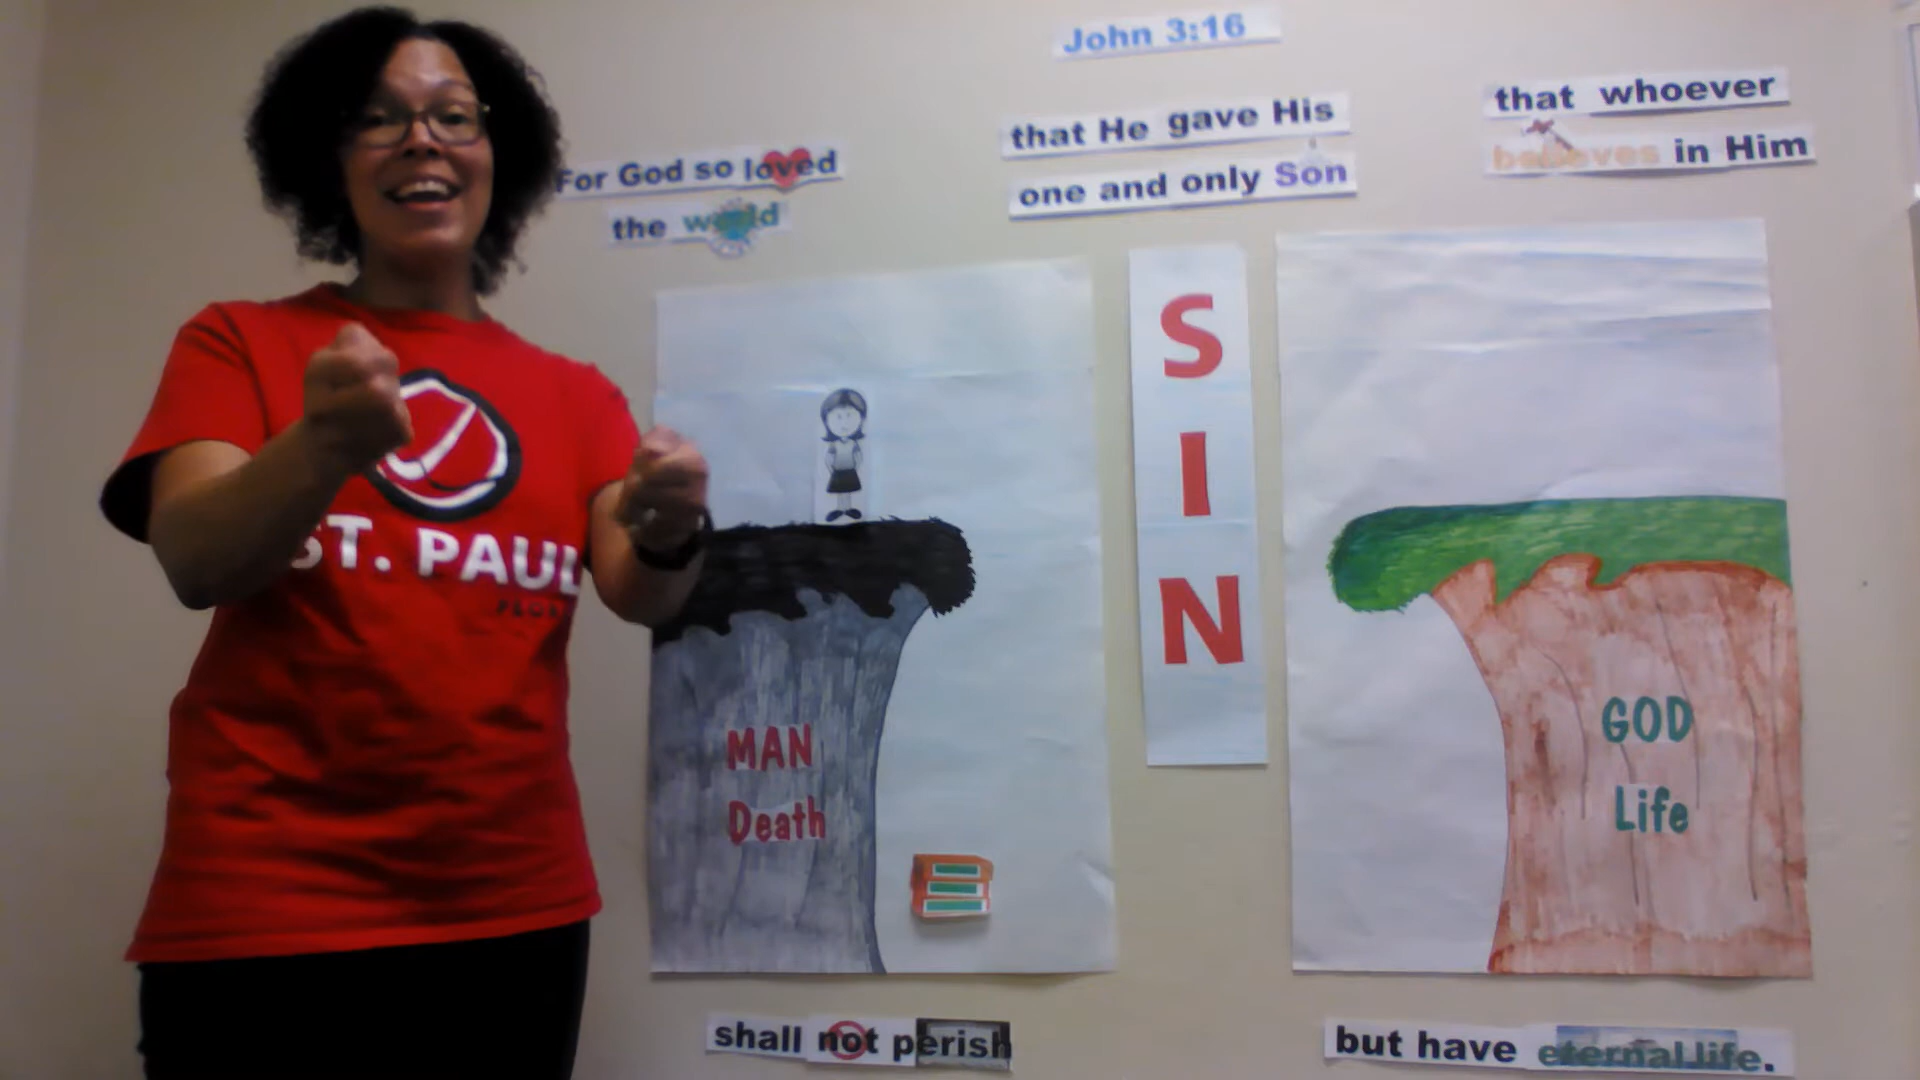 John 3:16
For God so loved
the world
that He gave His
one and only Son
that whoever
believes in Him
SIN
ST. PAUL
MAN
Death
GOD
Life
shall not perish
but have eternal life.